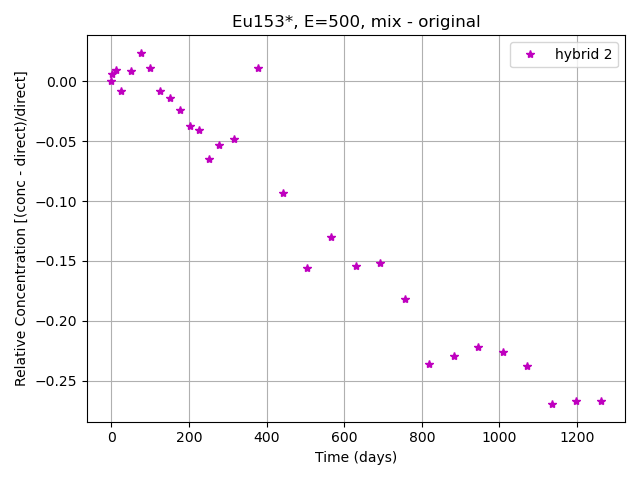 Eu153*, E=500, mix - original
hybrid 2
0.00
−0.05
−0.10
−0.15
−0.20
−0.25
Relative Concentration [(conc - direct)/direct]
0 200 400 600 800 1000 1200
Time (days)